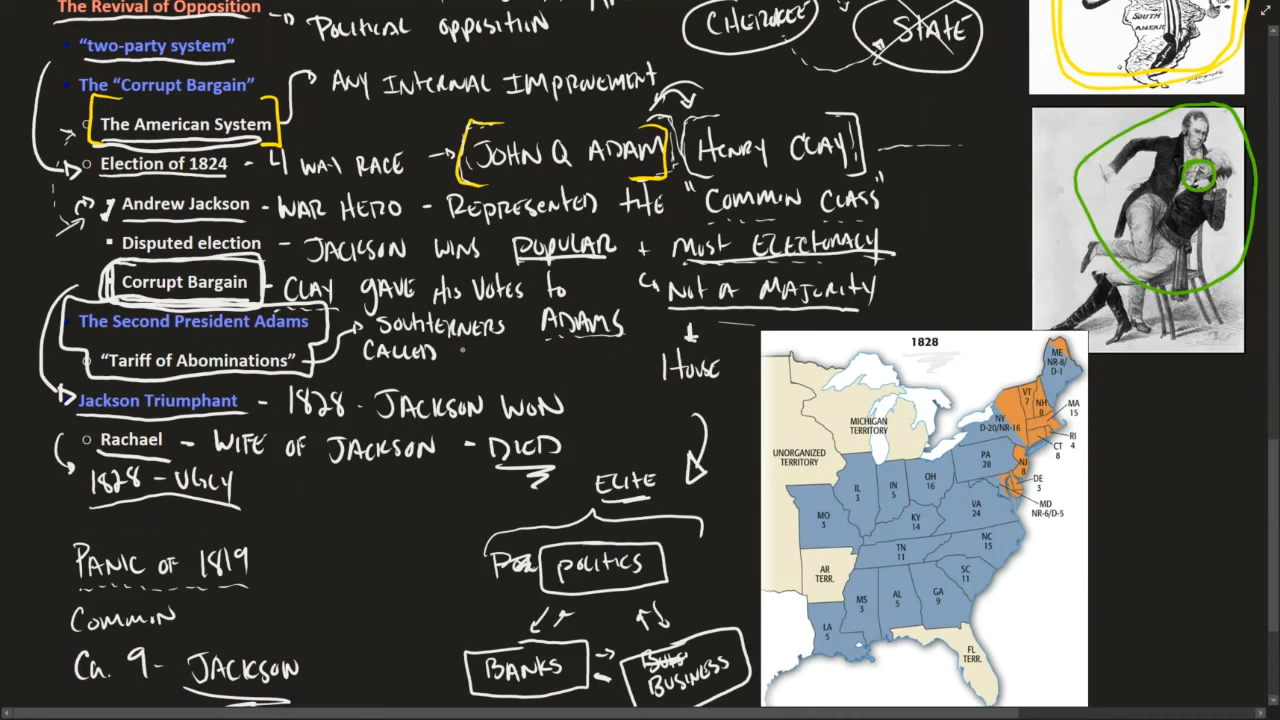 The Revival of Opposition
POLITICAL OPPOSITION
CHEROKEE
STATE
SOUTH AMERICA
"two-party system"
The "Corrupt Bargain"
ANY INTERNAL IMPROVEMENT
The American System
Election of 1824 - 4 WAY RACE
JOHN Q ADAM
HENRY CLAY
Andrew Jackson - WAR HERO - REPRESENTED THE "COMMON CLASS"
Disputed election - JACKSON WINS POPULAR + MOST ELECTORACY
Corrupt Bargain - CLAY GAVE HIS VOTES TO ADAMS
NOT A MAJORITY
HOUSE
The Second President Adams
SOUTHERNERS CALLED
"Tariff of Abominations"
Jackson Triumphant - 1828 - JACKSON WON
Rachael - WIFE OF JACKSON - DIED
1828 - UGLY
PANIC OF 1819
COMMON
Ch. 9 - JACKSON
ELITE
POLITICS
BANKS
BUSINESS
1828
ME
NR-8/
D-1
VT
7
NH
8
MA
15
NY
D-20/NR-16
RI
4
CT
8
MICHIGAN
TERRITORY
UNORGANIZED
TERRITORY
PA
28
NJ
8
DE
3
MD
NR-6/D-5
IL
3
IN
5
OH
16
VA
24
MO
3
KY
14
NC
15
TN
11
AR
TERR.
SC
11
MS
3
AL
5
GA
9
LA
5
FL
TERR.